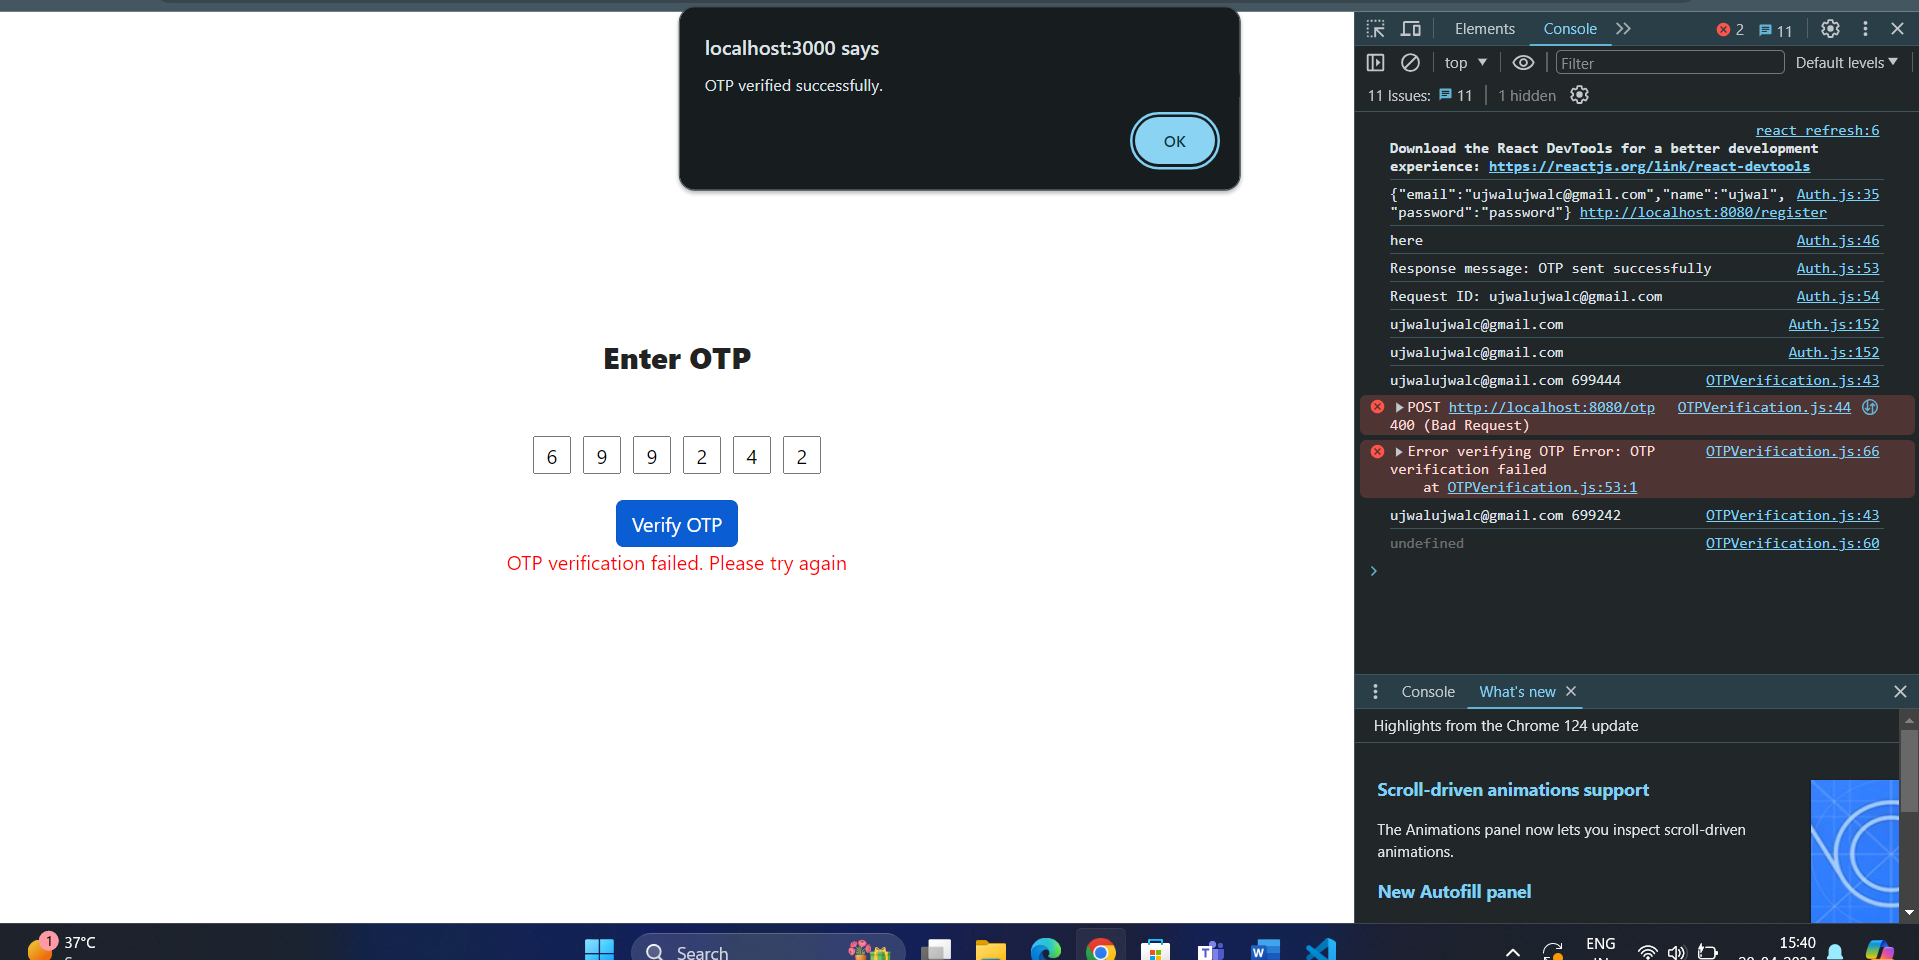 localhost:3000 says
OTP verified successfully.
OK
Enter OTP
6 9 9 2 4 2
Verify OTP
OTP verification failed. Please try again
Elements Console 2 11
top Filter Default levels
11 Issues: 11 1 hidden
react refresh:6
Download the React DevTools for a better development
experience: https://reactjs.org/link/react-devtools
{"email":"ujwalujwalc@gmail.com","name":"ujwal", Auth.js:35
"password":"password"} http://localhost:8080/register
here Auth.js:46
Response message: OTP sent successfully Auth.js:53
Request ID: ujwalujwalc@gmail.com Auth.js:54
ujwalujwalc@gmail.com Auth.js:152
ujwalujwalc@gmail.com Auth.js:152
ujwalujwalc@gmail.com 699444 OTPVerification.js:43
POST http://localhost:8080/otp OTPVerification.js:44
400 (Bad Request)
Error verifying OTP Error: OTP OTPVerification.js:66
verification failed
at OTPVerification.js:53:1
ujwalujwalc@gmail.com 699242 OTPVerification.js:43
undefined OTPVerification.js:60
Console What's new
Highlights from the Chrome 124 update
Scroll-driven animations support
The Animations panel now lets you inspect scroll-driven
animations.
New Autofill panel
1 37°C
Search
ENG
15:40